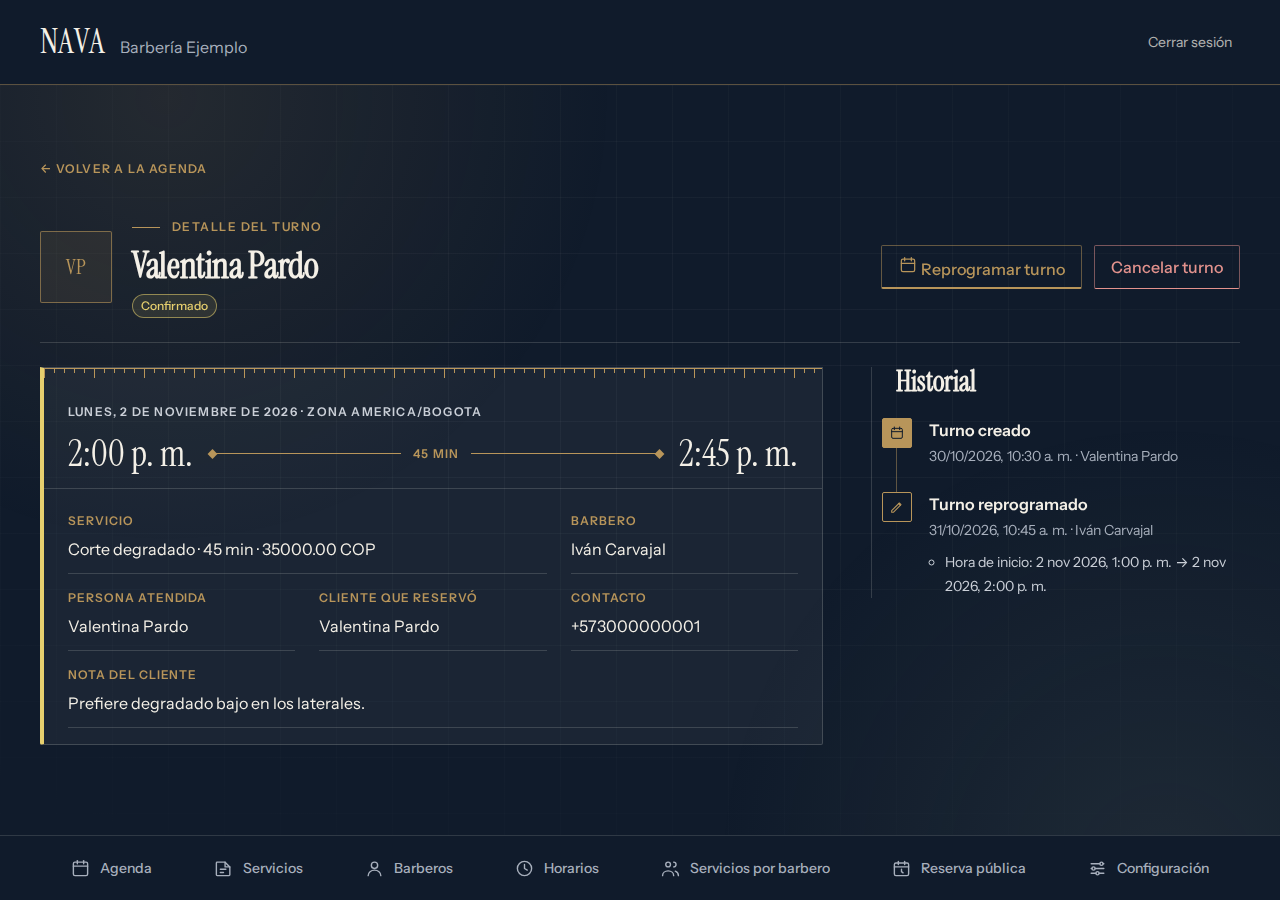 NAVA Barbería Ejemplo
Cerrar sesión
← VOLVER A LA AGENDA
VP
DETALLE DEL TURNO
Valentina Pardo
Confirmado
Reprogramar turno
Cancelar turno
LUNES, 2 DE NOVIEMBRE DE 2026 · ZONA AMERICA/BOGOTA
2:00 p. m. 45 MIN 2:45 p. m.
SERVICIO
Corte degradado · 45 min · 35000.00 COP
BARBERO
Iván Carvajal
PERSONA ATENDIDA
Valentina Pardo
CLIENTE QUE RESERVÓ
Valentina Pardo
CONTACTO
+573000000001
NOTA DEL CLIENTE
Prefiere degradado bajo en los laterales.
Historial
Turno creado
30/10/2026, 10:30 a. m. · Valentina Pardo
Turno reprogramado
31/10/2026, 10:45 a. m. · Iván Carvajal
Hora de inicio: 2 nov 2026, 1:00 p. m. → 2 nov
2026, 2:00 p. m.
Agenda
Servicios
Barberos
Horarios
Servicios por barbero
Reserva pública
Configuración